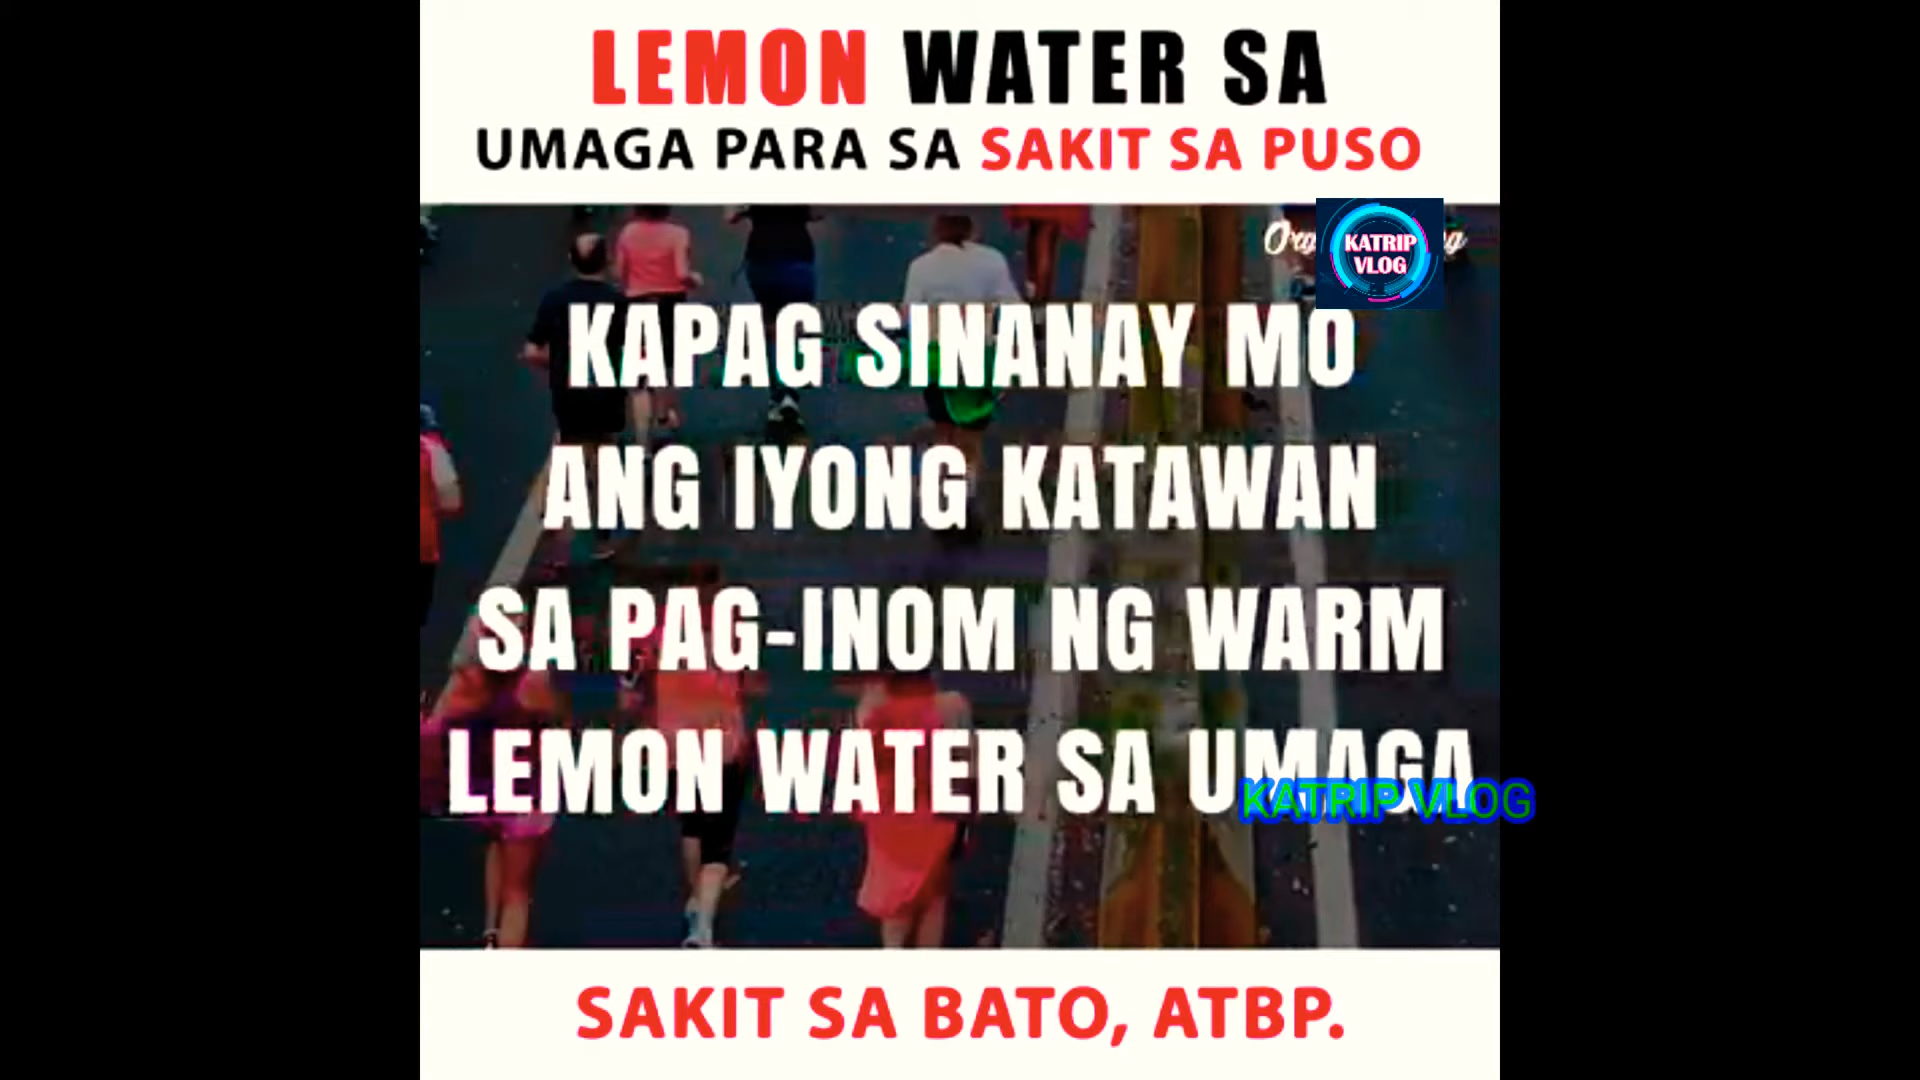 LEMON WATER SA
UMAGA PARA SA SAKIT SA PUSO
KATRIP
VLOG
KAPAG SINANAY MO
ANG IYONG KATAWAN
SA PAG-INOM NG WARM
LEMON WATER SA UMAGA
KATRIP VLOG
SAKIT SA BATO, ATBP.